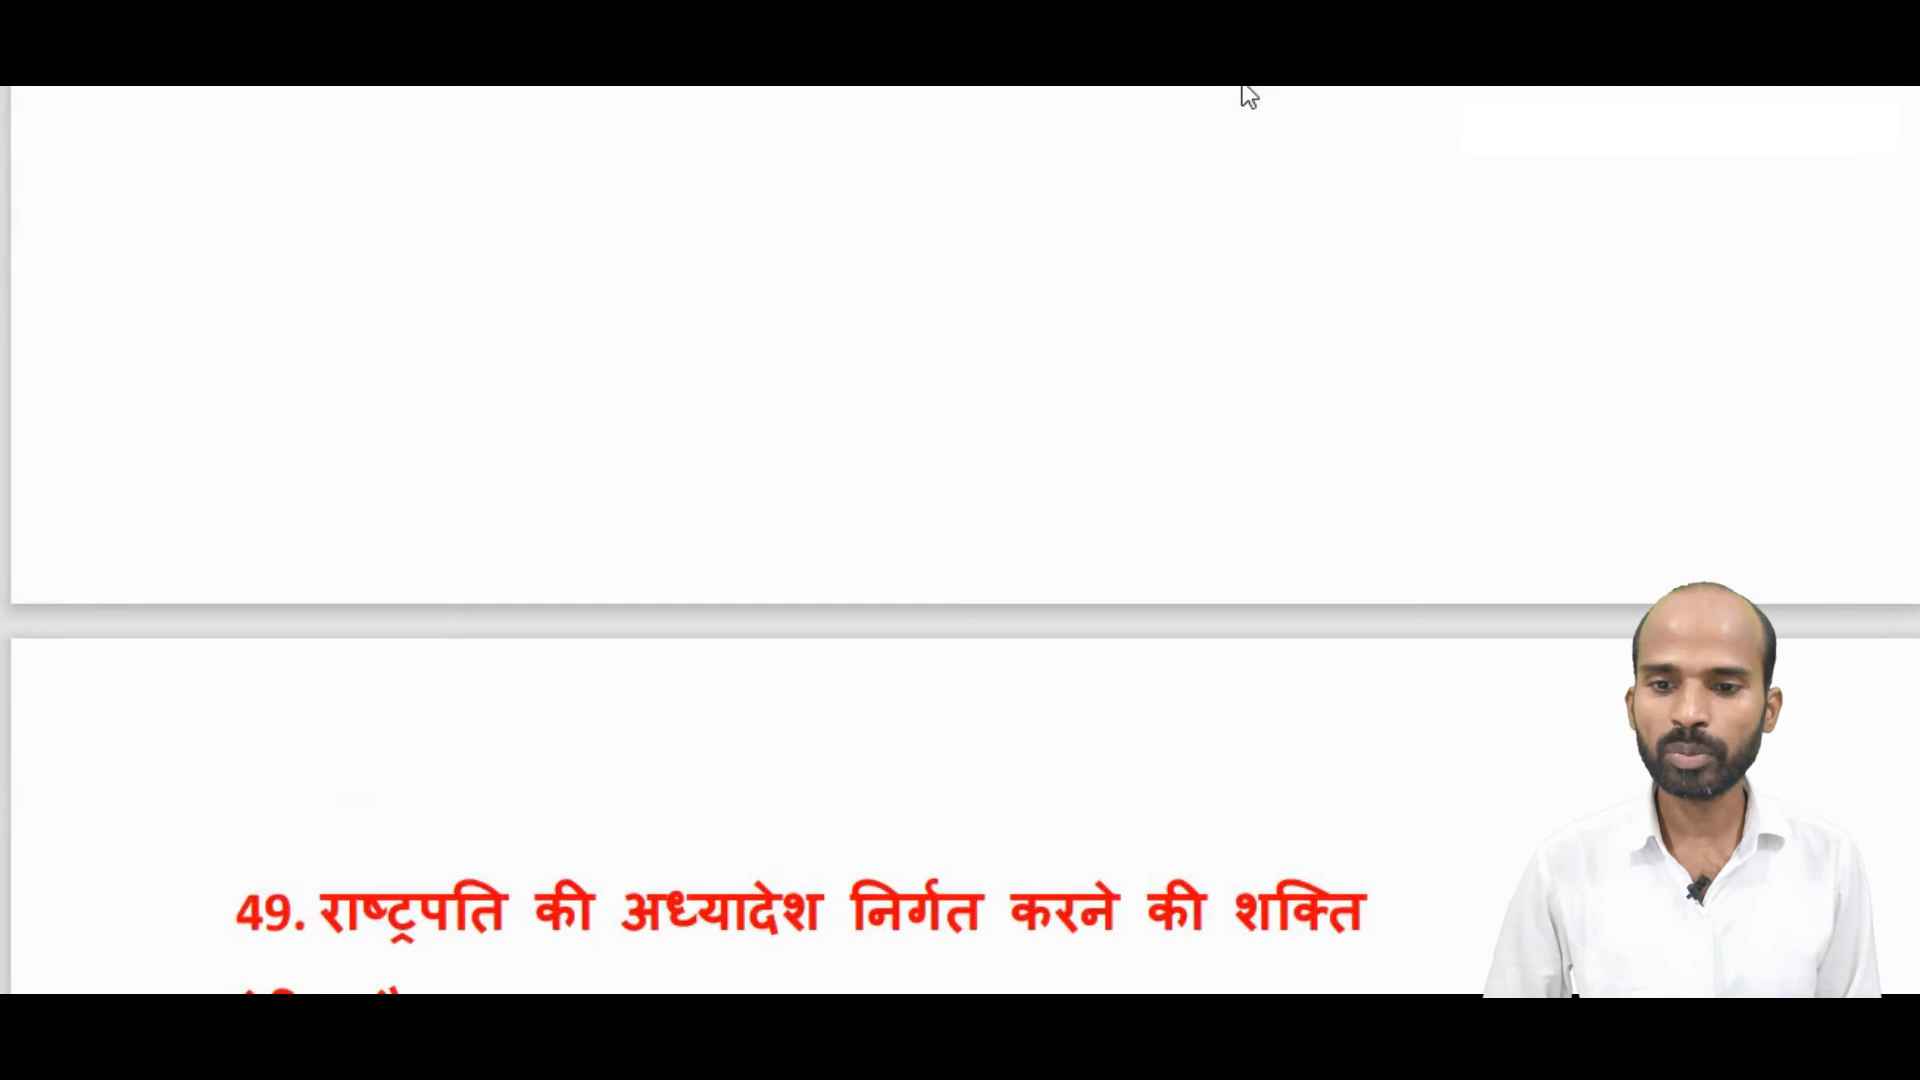 49. राष्ट्रपति की अध्यादेश निर्गत करने की शक्ति